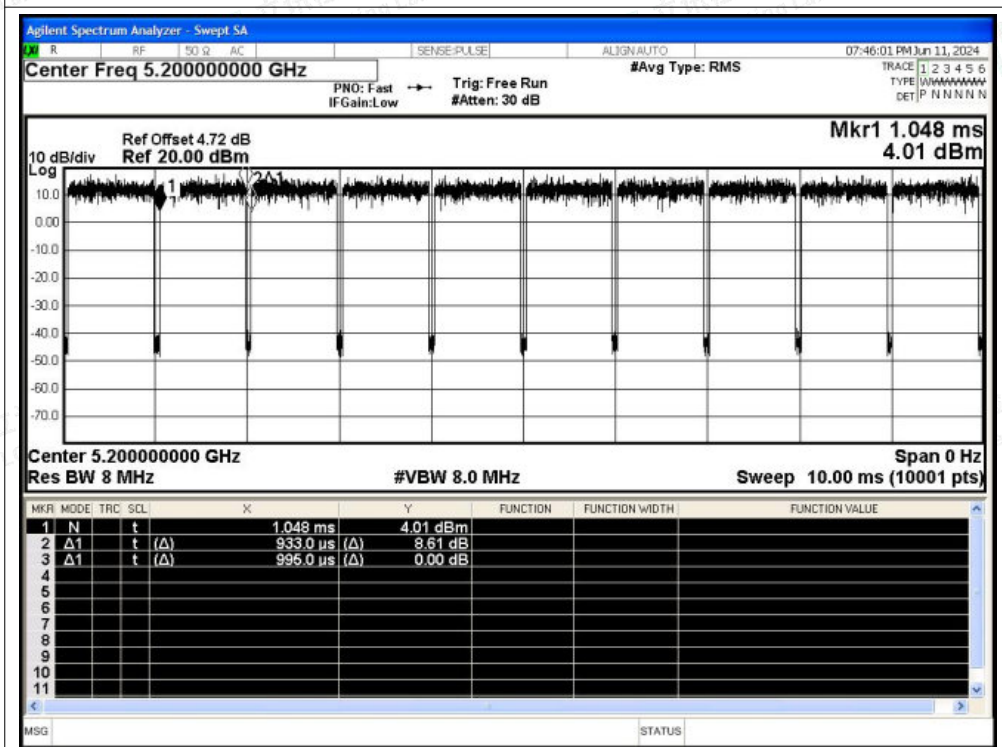 Agilent Spectrum Analyzer - Swept SA
R RF 50 Ω AC SENSE:PULSE ALIGN AUTO 07:46:01 PM Jun 11, 2024
Center Freq 5.200000000 GHz #Avg Type: RMS TRACE 1 2 3 4 5 6
PNO: Fast Trig: Free Run TYPE
IFGain:Low #Atten: 30 dB DET P N N N N N
Mkr1 1.048 ms
Ref Offset 4.72 dB
10 dB/div Ref 20.00 dBm 4.01 dBm
Log
1 2Δ1
10.0
0.00
-10.0
-20.0
-30.0
-40.0
-50.0
-60.0
-70.0
Center 5.200000000 GHz Span 0 Hz
Res BW 8 MHz #VBW 8.0 MHz Sweep 10.00 ms (10001 pts)
MKR MODE TRC SCL X Y FUNCTION FUNCTION WIDTH FUNCTION VALUE
1 N t 1.048 ms 4.01 dBm
2 Δ1 t (Δ) 933.0 µs (Δ) 8.61 dB
3 Δ1 t (Δ) 995.0 µs (Δ) 0.00 dB
4
5
6
7
8
9
10
11
MSG STATUS